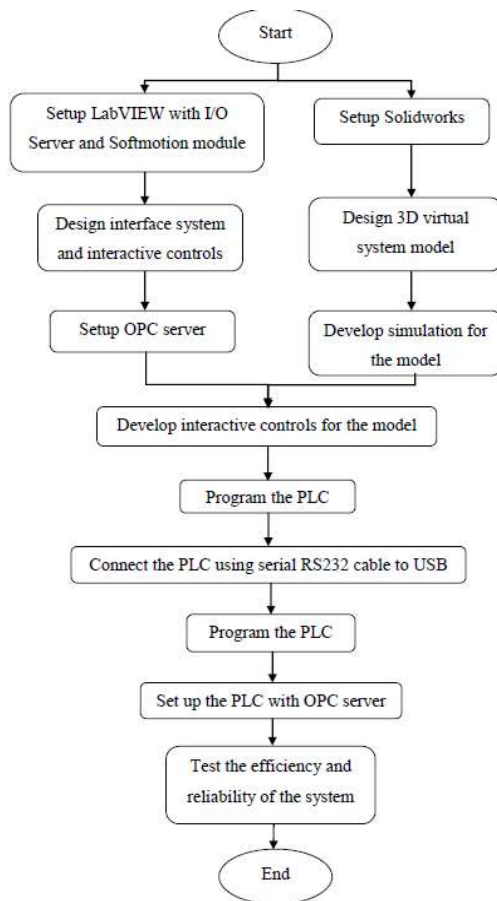 Start
Setup LabVIEW with I/O
Server and Softmotion module
Setup Solidworks
Design interface system
and interactive controls
Design 3D virtual
system model
Setup OPC server
Develop simulation for
the model
Develop interactive controls for the model
Program the PLC
Connect the PLC using serial RS232 cable to USB
Program the PLC
Set up the PLC with OPC server
Test the efficiency and
reliability of the system
End